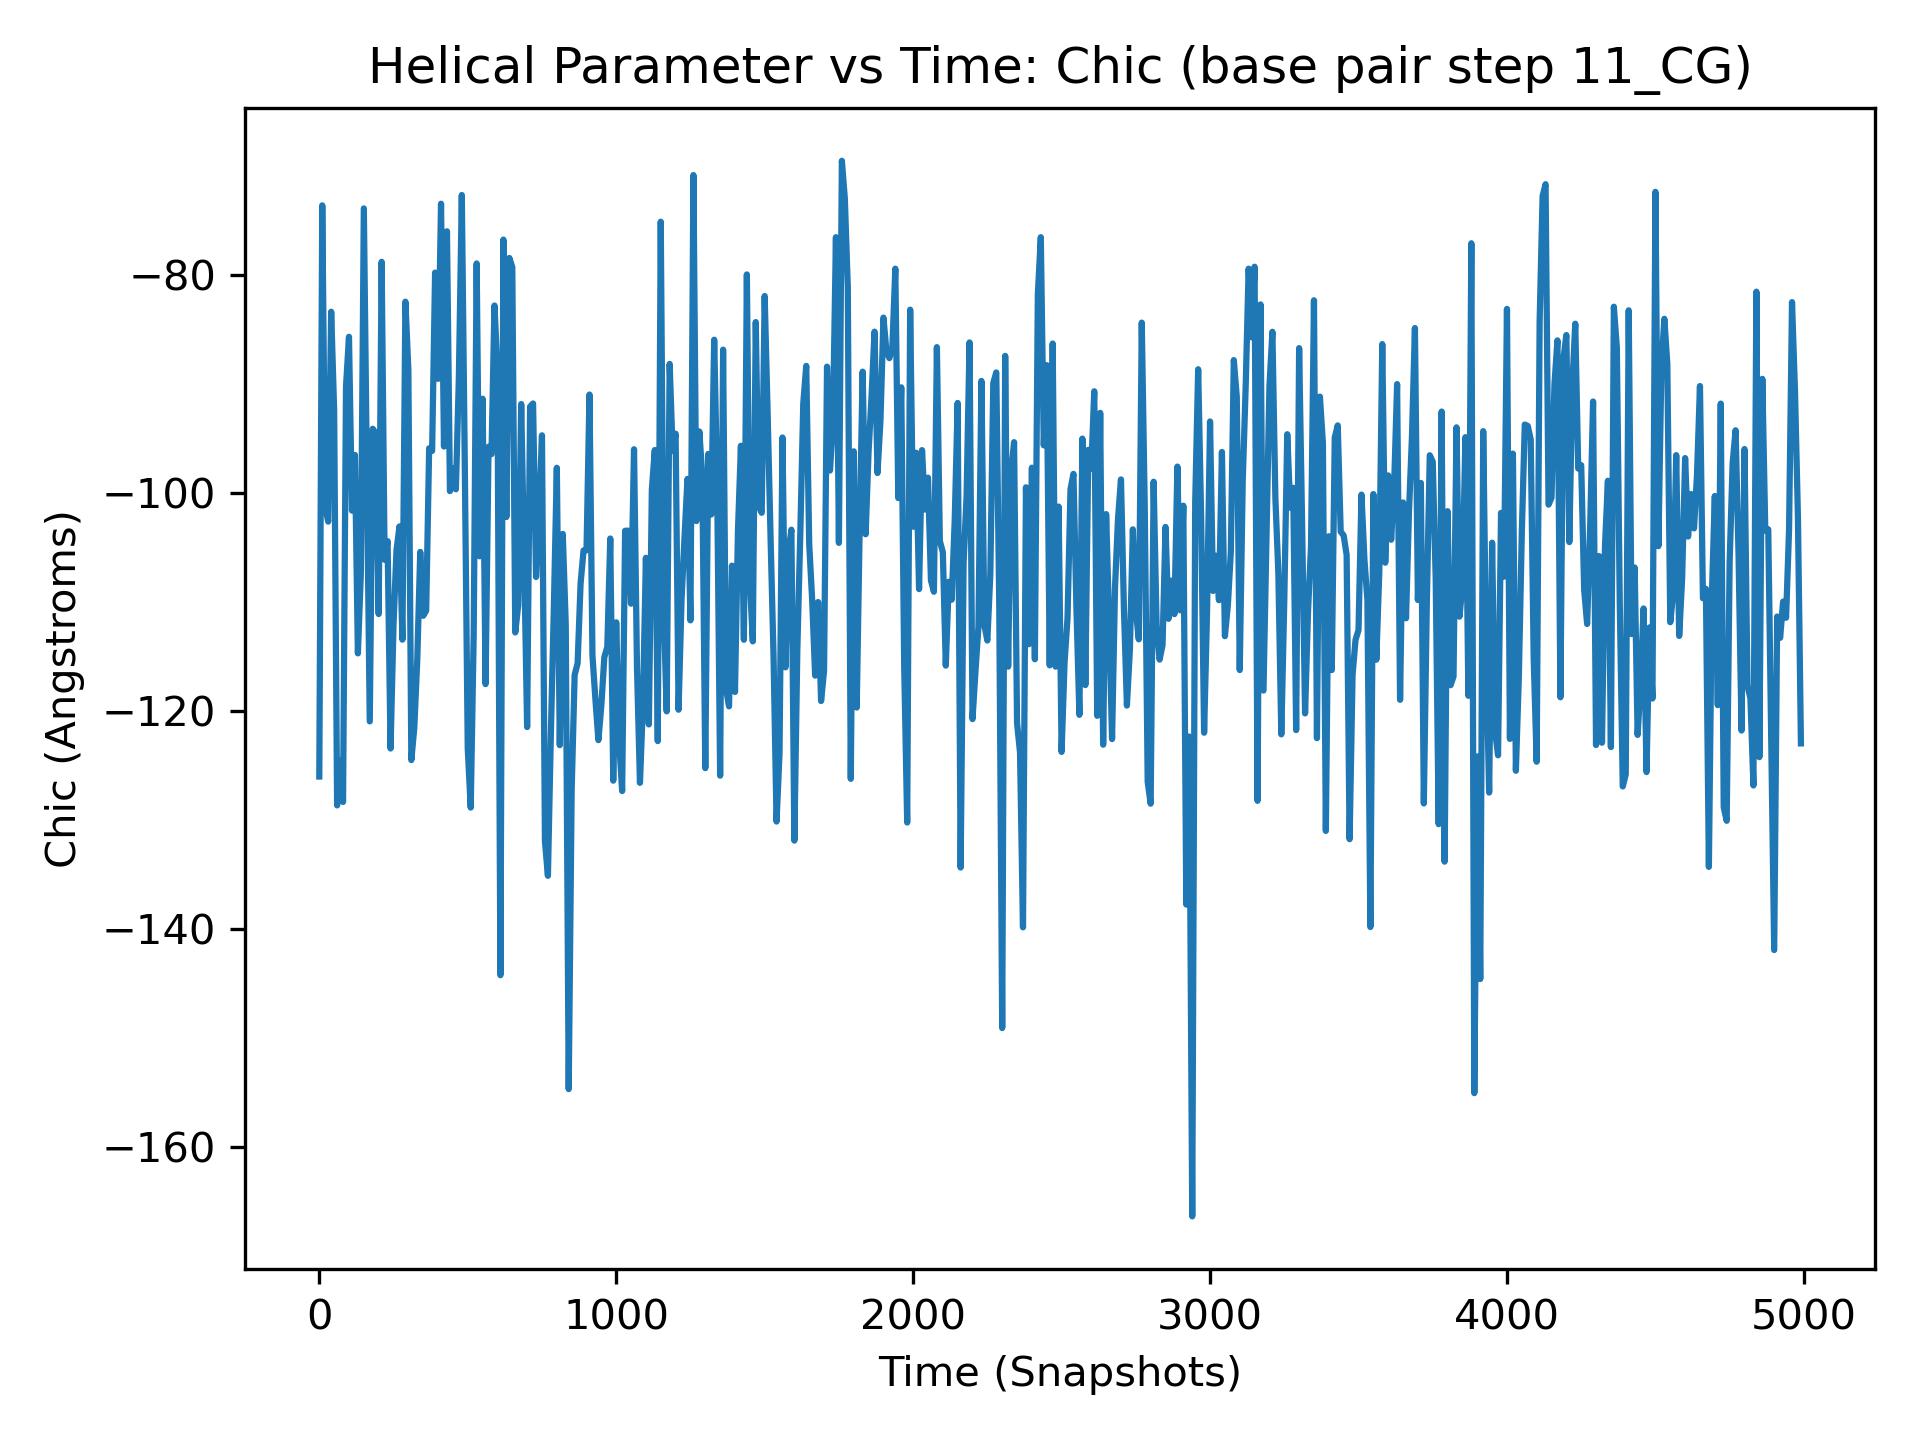 Helical Parameter vs Time: Chic (base pair step 11_CG)
Chic (Angstroms)
−80
−100
−120
−140
−160
0 1000 2000 3000 4000 5000
Time (Snapshots)